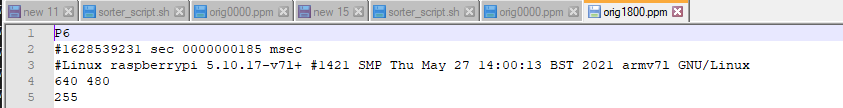 new 11 sorter_script.sh orig0000.ppm new 15 sorter_script.sh orig0000.ppm orig1800.ppm
1 P6
2 #1628539231 sec 0000000185 msec
3 #Linux raspberrypi 5.10.17-v7l+ #1421 SMP Thu May 27 14:00:13 BST 2021 armv7l GNU/Linux
4 640 480
5 255